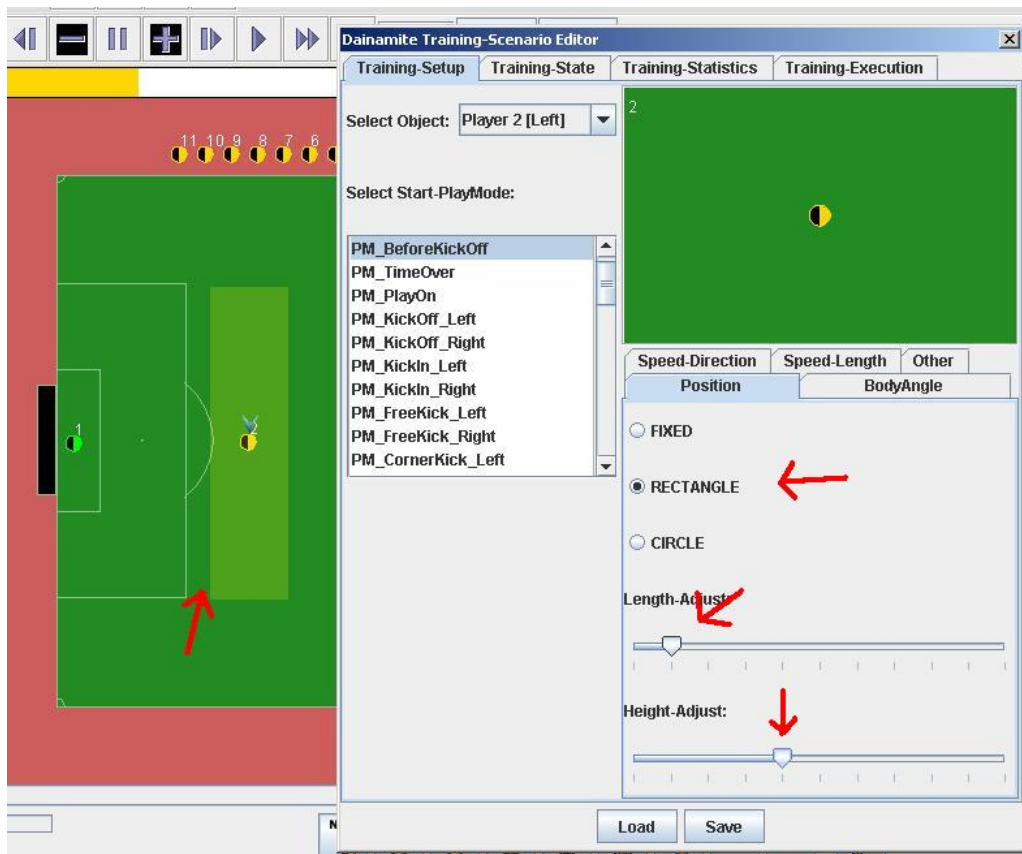 Dainamite Training-Scenario Editor
Training-Setup Training-State Training-Statistics Training-Execution
Select Object: Player 2 [Left]
2
11 10 9 8 7 6
Select Start-PlayMode:
PM_BeforeKickOff
PM_TimeOver
PM_PlayOn
PM_KickOff_Left
PM_KickOff_Right
PM_KickIn_Left
PM_KickIn_Right
PM_FreeKick_Left
PM_FreeKick_Right
PM_CornerKick_Left
Speed-Direction Speed-Length Other
Position BodyAngle
FIXED
RECTANGLE
CIRCLE
Length-Adjust:
Height-Adjust:
1
2
Load Save
N